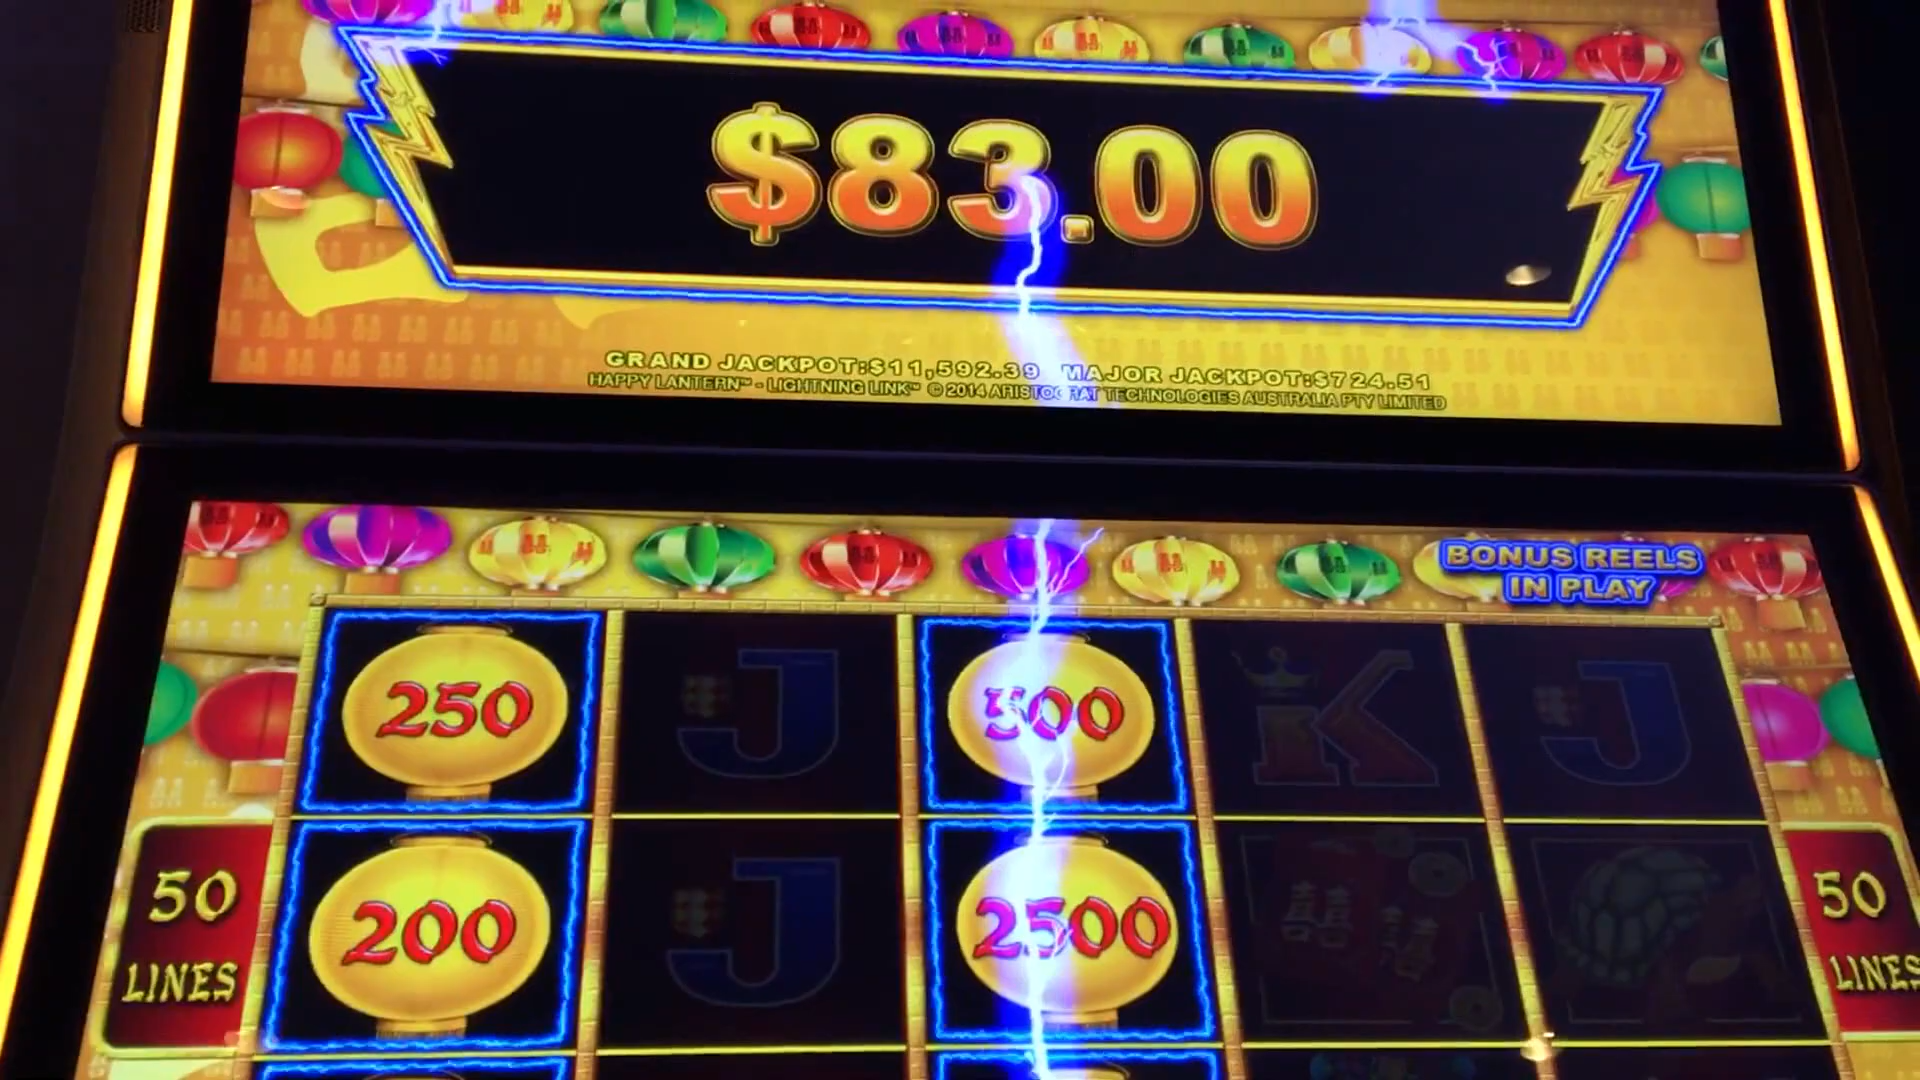 $83.00
GRAND JACKPOT:$11,592.39 MAJOR JACKPOT:$724.51
HAPPY LANTERN™ - LIGHTNING LINK™ © 2014 ARISTOCRAT TECHNOLOGIES AUSTRALIA PTY LIMITED
BONUS REELS
IN PLAY
250 J 500 K J
50
LINES
200 J 2500
50
LINES